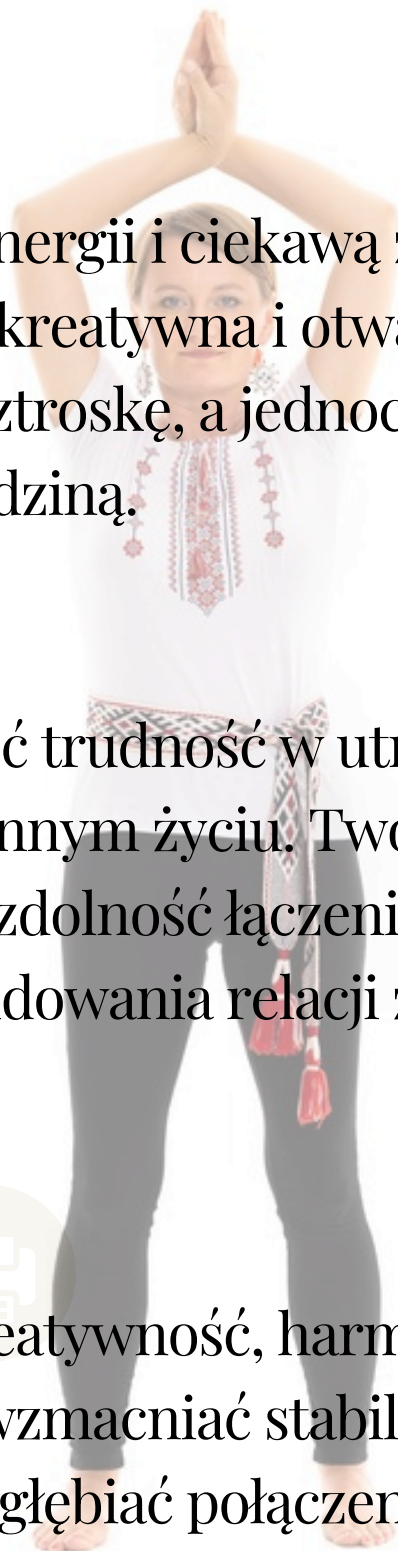 nergii i ciekawą
kreatywna i otwa
ztroskę, a jednoc
dziną.
ć trudność w utr
nnym życiu. Two
zdolność łączeni
dowania relacji z
eatywność, harm
wzmacniać stabil
głębiać połączen